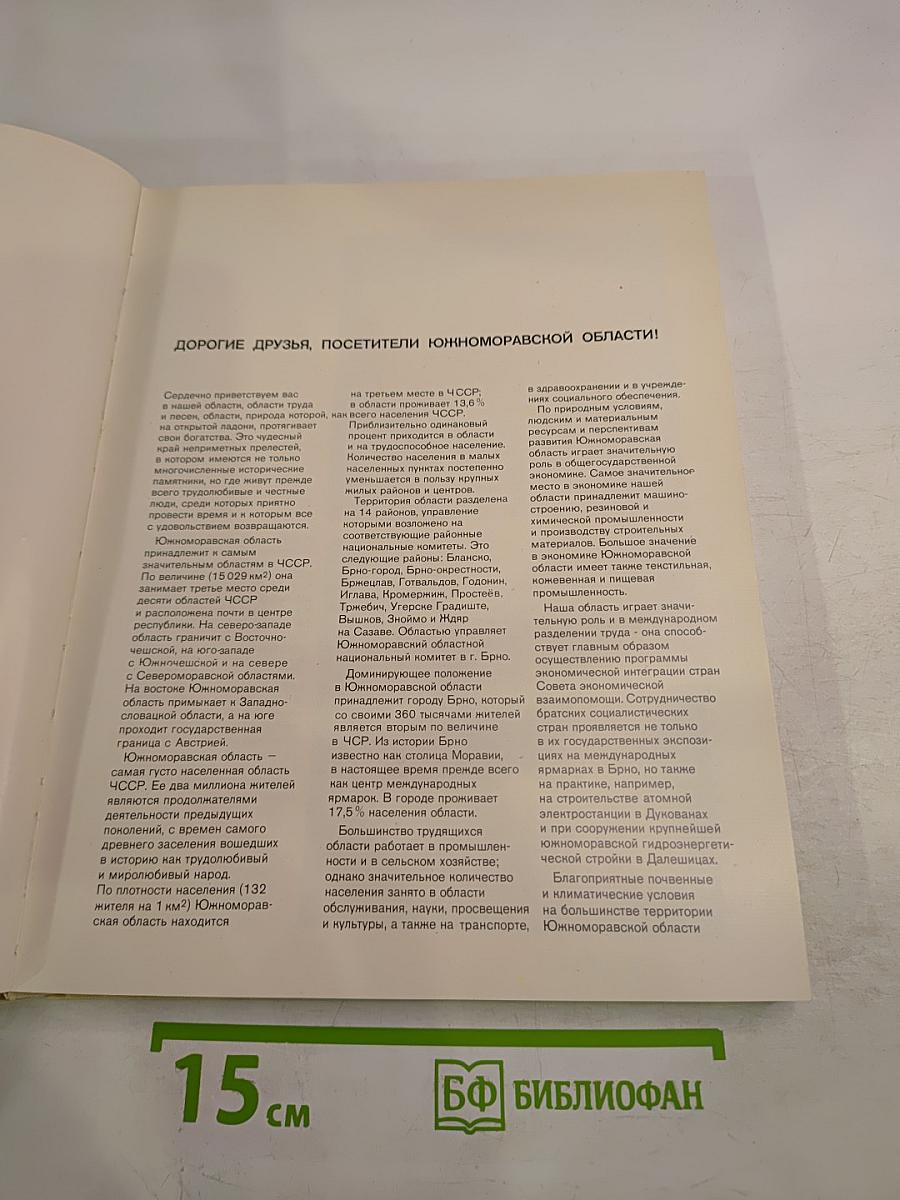 ДОРОГИЕ ДРУЗЬЯ, ПОСЕТИТЕЛИ ЮЖНОМОРАВСКОЙ ОБЛАСТИ!
Сердечно приветствуем вас
в нашей области, области труда
и песен, области, природа которой, как
на открытой ладони, протягивает
свои богатства. Это чудесный
край неприметных прелестей,
в котором имеются не только
многочисленные исторические
памятники, но где живут прежде
всего трудолюбивые и честные
люди, среди которых приятно
провести время и к которым все
с удовольствием возвращаются.
Южноморавская область
принадлежит к самым
значительным областям в ЧССР.
По величине (15 029 км²) она
занимает третье место среди
десяти областей ЧССР
и расположена почти в центре
республики. На северо-западе
область граничит с Восточно-
чешской, на юго-западе
с Южночешской и на севере
с Североморавской областями.
На востоке Южноморавская
область примыкает к Западно-
словацкой области, а на юге
проходит государственная
граница с Австрией.
Южноморавская область —
самая густо населенная область
ЧССР. Ее два миллиона жителей
являются продолжателями
деятельности предыдущих
поколений, с времен самого
древнего заселения вошедших
в историю как трудолюбивый
и миролюбивый народ.
По плотности населения (132
жителя на 1 км²) Южноморав-
ская область находится
на третьем месте в ЧССР;
в области проживает 13,6 %
всего населения ЧССР.
Приблизительно одинаковый
процент приходится в области
и на трудоспособное население.
Количество населения в малых
населенных пунктах постепенно
уменьшается в пользу крупных
жилых районов и центров.
Территория области разделена
на 14 районов, управление
которыми возложено на
соответствующие районные
национальные комитеты. Это
следующие районы: Бланско,
Брно-город, Брно-окрестности,
Бржецлав, Готвальдов, Годонин,
Иглава, Кромержиж, Простеёв,
Тржебич, Угерске Градиште,
Вышков, Зноймо и Ждяр
на Сазаве. Областью управляет
Южноморавский областной
национальный комитет в г. Брно.
Доминирующее положение
в Южноморавской области
принадлежит городу Брно, который
со своими 360 тысячами жителей
является вторым по величине
в ЧСР. Из истории Брно
известно как столица Моравии,
в настоящее время прежде всего
как центр международных
ярмарок. В городе проживает
17,5 % населения области.
Большинство трудящихся
области работает в промышлен-
ности и в сельском хозяйстве;
однако значительное количество
населения занято в области
обслуживания, науки, просвещения
и культуры, а также на транспорте,
в здравоохранении и в учрежде-
ниях социального обеспечения.
По природным условиям,
людским и материальным
ресурсам и перспективам
развития Южноморавская
область играет значительную
роль в общегосударственной
экономике. Самое значительное
место в экономике нашей
области принадлежит машино-
строению, резиновой и
химической промышленности
и производству строительных
материалов. Большое значение
в экономике Южноморавской
области имеет также текстильная,
кожевенная и пищевая
промышленность.
Наша область играет значи-
тельную роль и в международном
разделении труда - она способ-
ствует главным образом
осуществлению программы
экономической интеграции стран
Совета экономической
взаимопомощи. Сотрудничество
братских социалистических
стран проявляется не только
в их государственных экспози-
циях на международных
ярмарках в Брно, но также
на практике, например,
на строительстве атомной
электростанции в Дукованах
и при сооружении крупнейшей
южноморавской гидроэнергети-
ческой стройки в Далешицах.
Благоприятные почвенные
и климатические условия
на большинстве территории
Южноморавской области
15 см
БФ БИБЛИОФАН